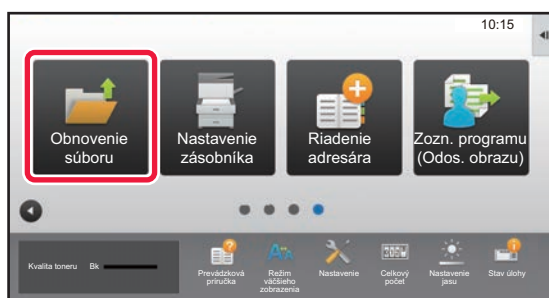 10:15
Obnovenie
súboru
Nastavenie
zásobníka
Riadenie
adresára
Zozn. programu
(Odos. obrazu)
Kvalita toneru Bk
Prevádzková
príručka
Režim
väčšieho
zobrazenia
Nastavenie
Celkový
počet
Nastavenie
jasu
Stav úlohy